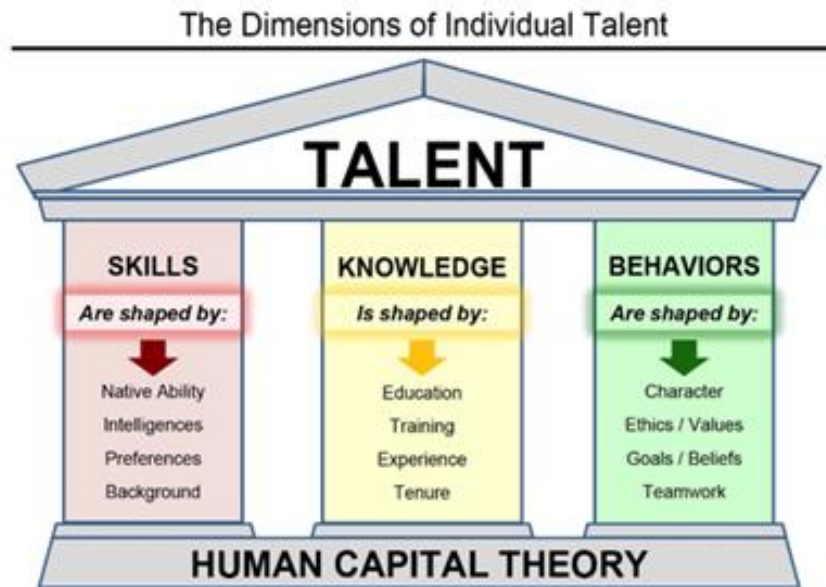 The Dimensions of Individual Talent
TALENT
SKILLS
Are shaped by:
Native Ability
Intelligences
Preferences
Background
KNOWLEDGE
Is shaped by:
Education
Training
Experience
Tenure
BEHAVIORS
Are shaped by:
Character
Ethics / Values
Goals / Beliefs
Teamwork
HUMAN CAPITAL THEORY